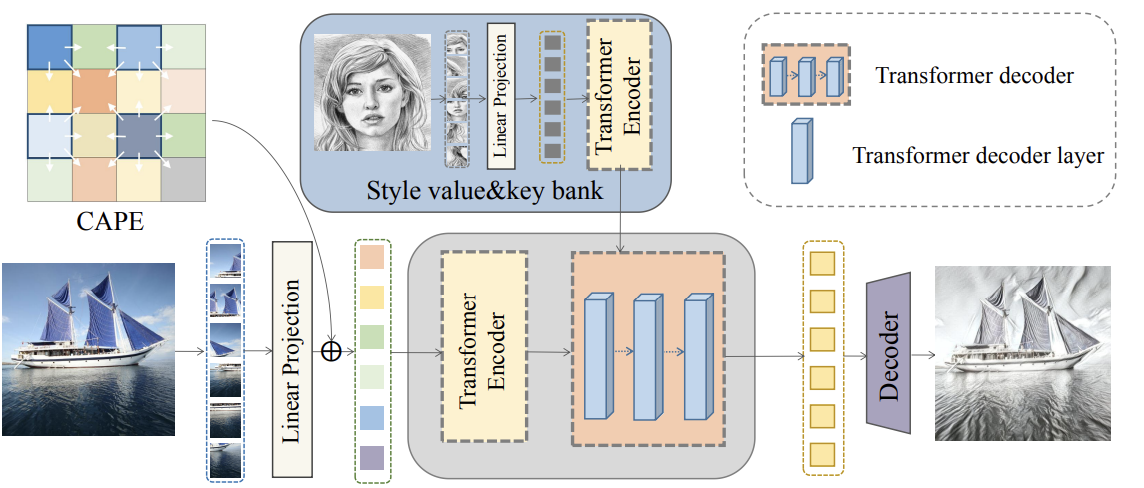 CAPE
Linear Projection
Transformer
Encoder
Style value&key bank
Transformer decoder
Transformer decoder layer
Linear Projection
Transformer
Encoder
Decoder